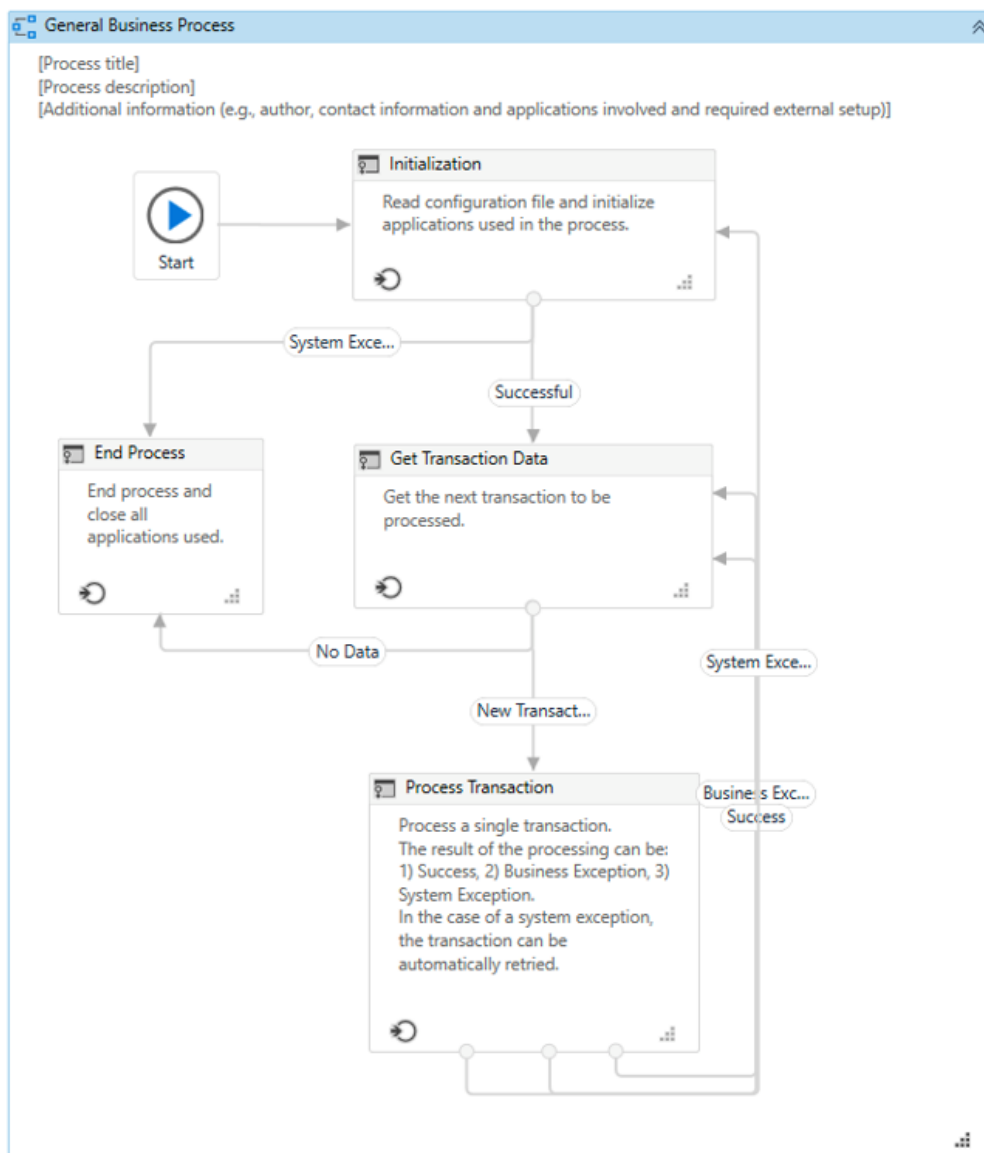 General Business Process
[Process title]
[Process description]
[Additional information (e.g., author, contact information and applications involved and required external setup)]
Initialization
Read configuration file and initialize
applications used in the process.
Start
System Exce...
Successful
End Process
End process and
close all
applications used.
Get Transaction Data
Get the next transaction to be
processed.
No Data
System Exce...
New Transact...
Process Transaction
Process a single transaction.
The result of the processing can be:
1) Success, 2) Business Exception, 3)
System Exception.
In the case of a system exception,
the transaction can be
automatically retried.
Business Exc...
Success